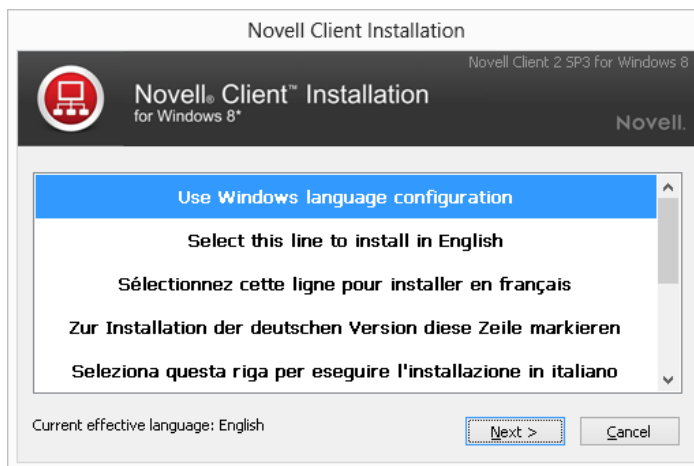 Novell Client Installation
Novell Client 2 SP3 for Windows 8
Novell® Client™ Installation
for Windows 8*
Novell.
Use Windows language configuration
Select this line to install in English
Sélectionnez cette ligne pour installer en français
Zur Installation der deutschen Version diese Zeile markieren
Seleziona questa riga per eseguire l'installazione in italiano
Current effective language: English
Next >
Cancel